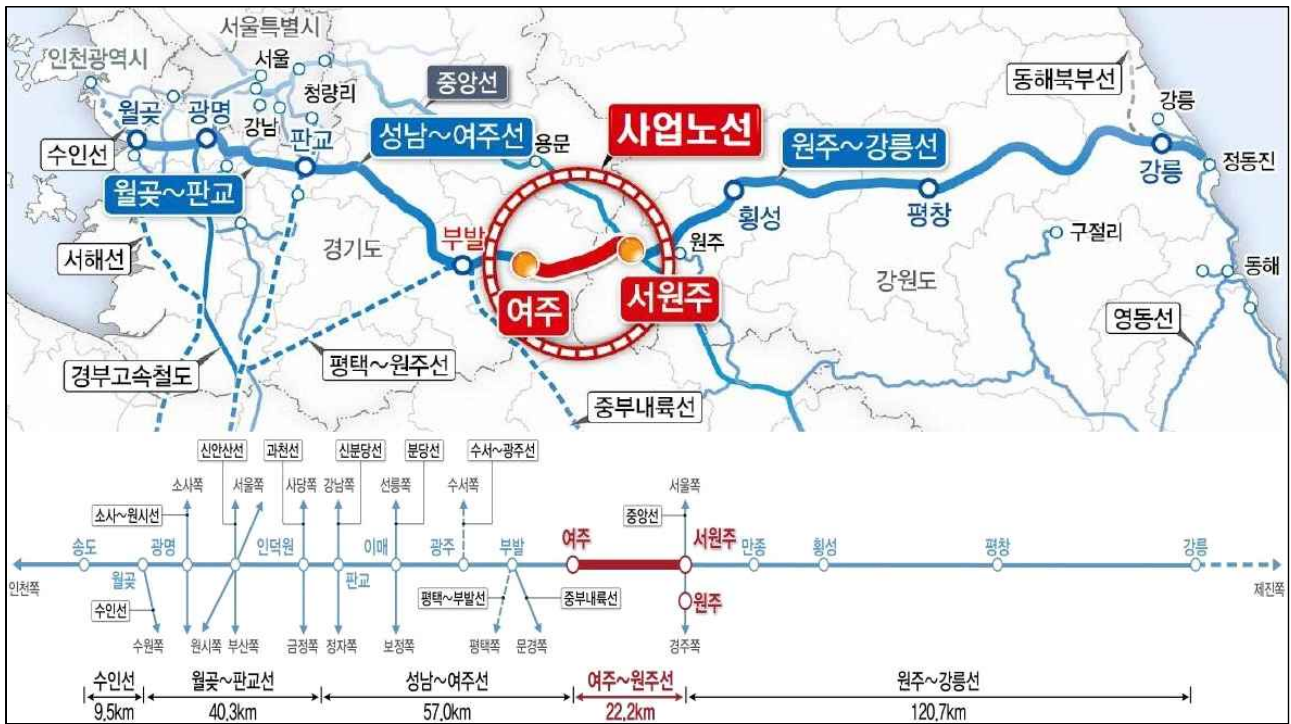 서울특별시
인천광역시
서울
중앙선
동해북부선
청량리
월곶
광명
강남
판교
강릉
수인선
성남~여주선
용문
사업노선
원주~강릉선
정동진
강릉
월곶~판교
횡성
평창
서해선
경기도
부발
원주
구절리
강원도
동해
여주
서원주
영동선
경부고속철도
평택~원주선
중부내륙선
신안산선
과천선
신분당선
분당선
수서~광주선
소사쪽
서울쪽
사당쪽
강남쪽
선릉쪽
수서쪽
서울쪽
소사~원시선
중앙선
송도
광명
인덕원
이매
광주
부발
여주
서원주
만종
횡성
평창
강릉
인천쪽
월곶
판교
제진쪽
수인선
평택~부발선
중부내륙선
원주
수원쪽
원시쪽
부산쪽
금정쪽
정자쪽
보정쪽
평택쪽
문경쪽
경주쪽
수인선
월곶~판교선
성남~여주선
여주~원주선
원주~강릉선
9.5km
40.3km
57.0km
22.2km
120.7km